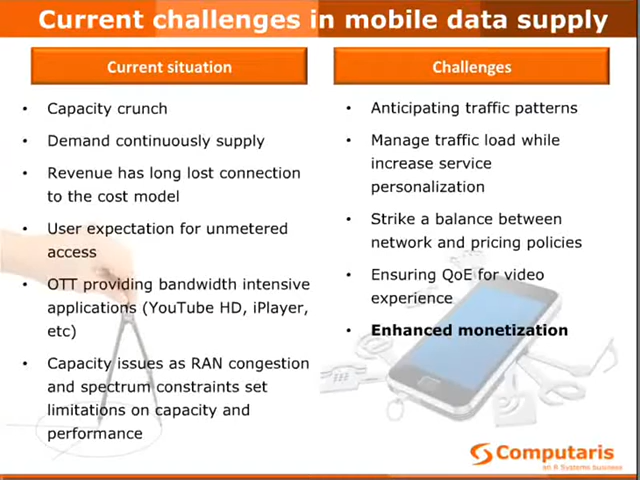 Current challenges in mobile data supply
Current situation
• Capacity crunch
• Demand continuously supply
• Revenue has long lost connection
to the cost model
• User expectation for unmetered
access
• OTT providing bandwidth intensive
applications (YouTube HD, iPlayer,
etc)
• Capacity issues as RAN congestion
and spectrum constraints set
limitations on capacity and
performance
Challenges
• Anticipating traffic patterns
• Manage traffic load while
increase service
personalization
• Strike a balance between
network and pricing policies
• Ensuring QoE for video
experience
• Enhanced monetization
Computaris
an R Systems business